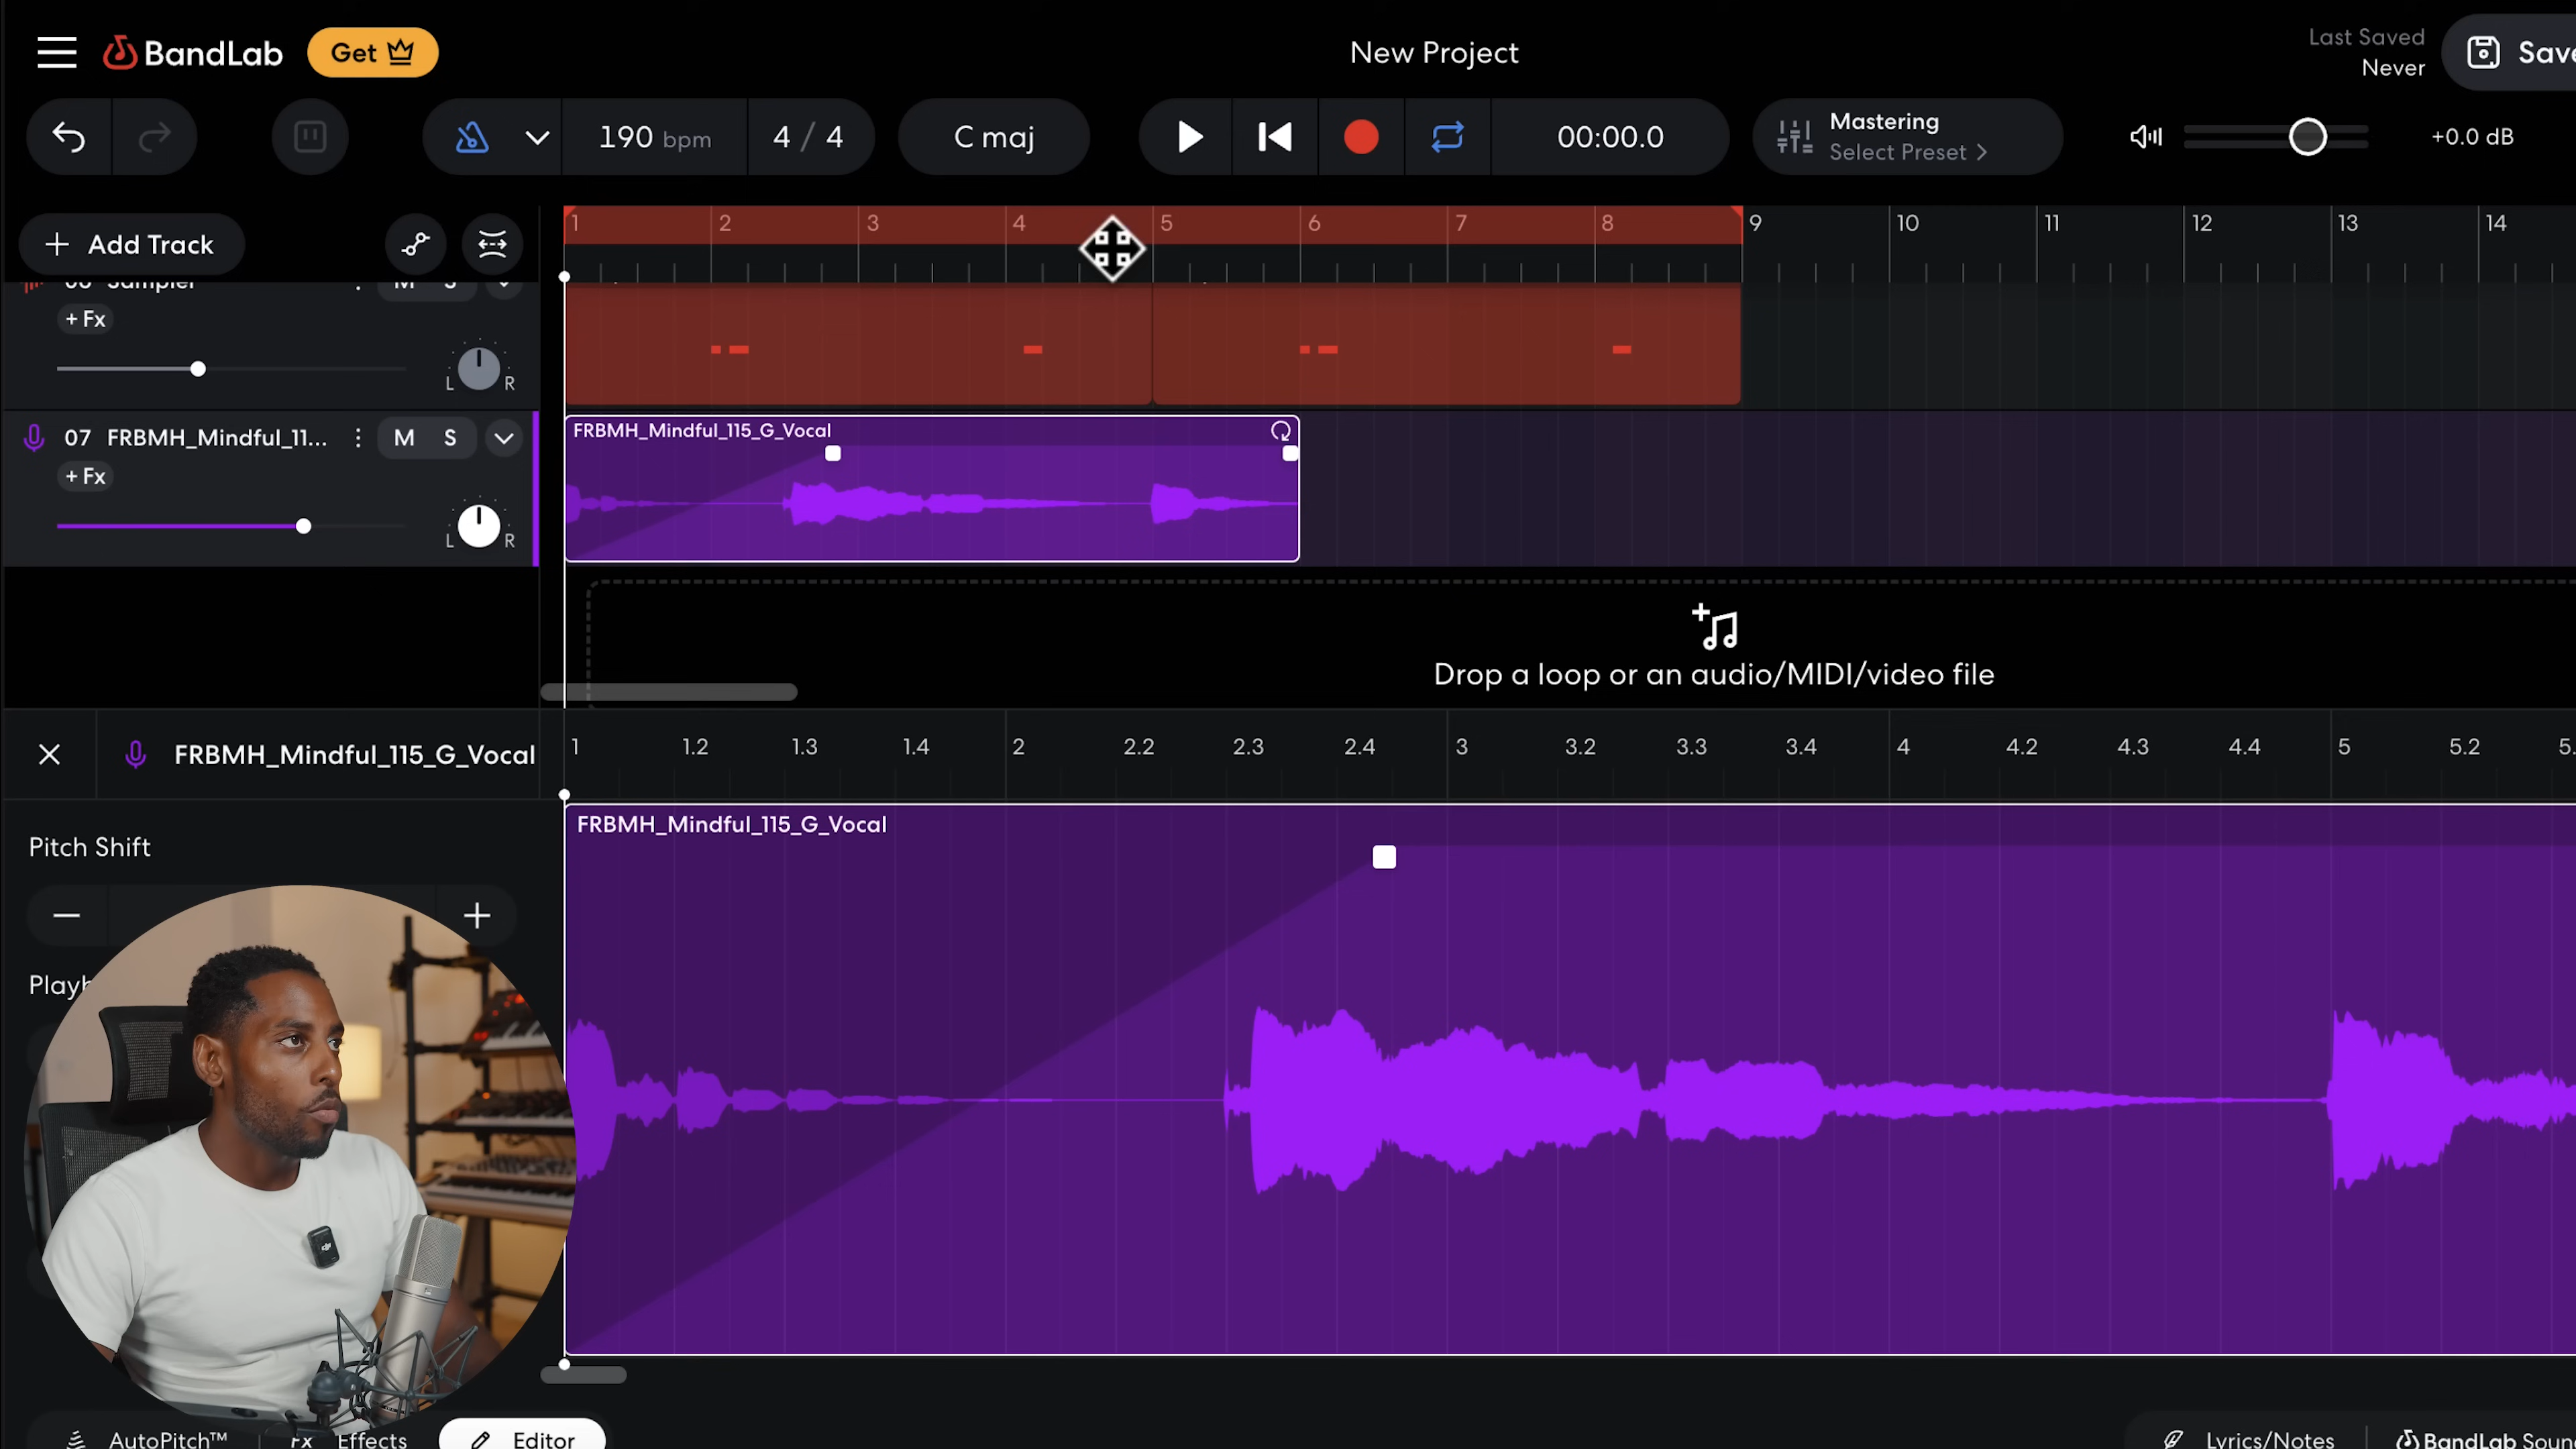 BandLab
Get
New Project
Last Saved
Never
190 bpm
4 / 4
C maj
00:00.0
Mastering
Select Preset >
+0.0 dB
+ Add Track
1 2 3 4 5 6 7 8 9 10 11 12 13 14
06 Sampler
M S
+ Fx
L R
07 FRBMH_Mindful_11...
M S
+ Fx
L R
FRBMH_Mindful_115_G_Vocal
Drop a loop or an audio/MIDI/video file
FRBMH_Mindful_115_G_Vocal
1 1.2 1.3 1.4 2 2.2 2.3 2.4 3 3.2 3.3 3.4 4 4.2 4.3 4.4 5 5.2
FRBMH_Mindful_115_G_Vocal
Pitch Shift
AutoPitch™
Fx Effects
Editor
Lyrics/Notes
BandLab